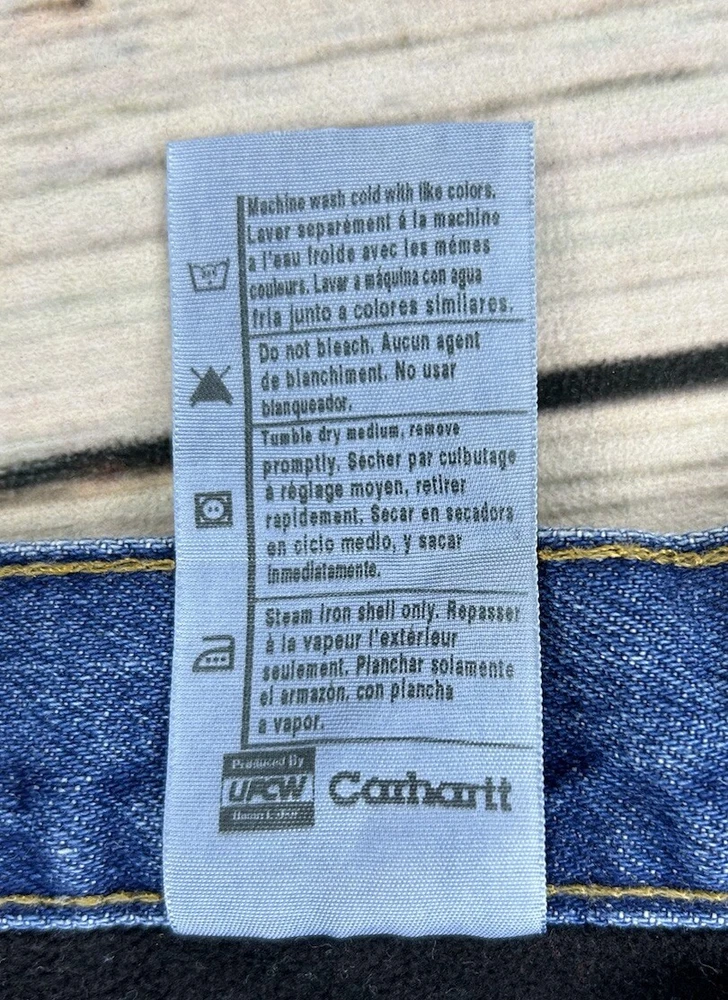 Machine wash cold with like colors.
Laver separément á la machine
a l'eau froide avec les mémes
couleurs. Lavar a máquina con agua
fria junto a colores similares.
Do not bleach. Aucun agent
de blanchiment. No usar
blanqueador.
Tumble dry medium, remove
promptly. Sécher par culbutage
à réglage moyen, retirer
rapidement. Secar en secadora
en ciclo medio, y sacar
inmediatamente.
Steam iron shell only. Repasser
à la vapeur l'extérieur
seulement. Planchar solamente
el armazón, con plancha
a vapor.
Produced By
UFCW
Union Labor
Carhartt